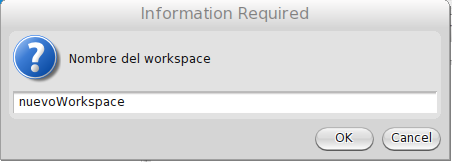 Information Required
Nombre del workspace
nuevoWorkspace
OK
Cancel